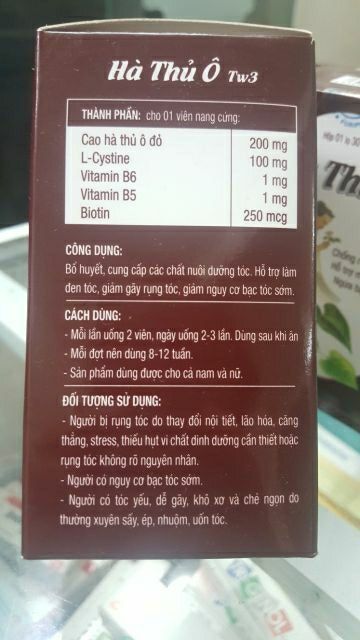 Hà Thủ Ô Tw3
THÀNH PHẦN: cho 01 viên nang cứng:
Cao hà thủ ô đỏ 200 mg
L-Cystine 100 mg
Vitamin B6 1 mg
Vitamin B5 1 mg
Biotin 250 mcg
CÔNG DỤNG:
Bổ huyết, cung cấp các chất nuôi dưỡng tóc. Hỗ trợ làm
đen tóc, giảm gãy rụng tóc, giảm nguy cơ bạc tóc sớm.
CÁCH DÙNG:
- Mỗi lần uống 2 viên, ngày uống 2-3 lần. Dùng sau khi ăn
- Mỗi đợt nên dùng 8-12 tuần.
- Sản phẩm dùng được cho cả nam và nữ.
ĐỐI TƯỢNG SỬ DỤNG:
- Người bị rụng tóc do thay đổi nội tiết, lão hóa, căng
thẳng, stress, thiếu hụt vi chất dinh dưỡng cần thiết hoặc
rụng tóc không rõ nguyên nhân.
- Người có nguy cơ bạc tóc sớm.
- Người có tóc yếu, dễ gãy, khô xơ và chẻ ngọn do
thường xuyên sấy, ép, nhuộm, uốn tóc.
Hộp 01 lọ 30